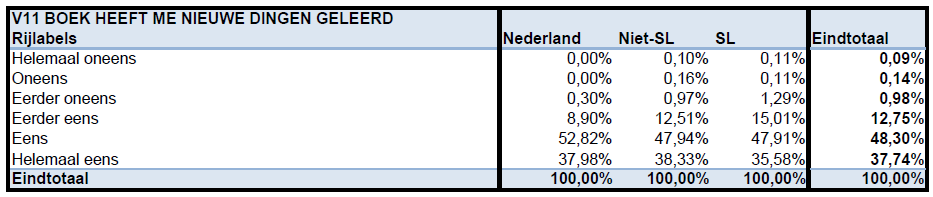 V11 BOEK HEEFT ME NIEUWE DINGEN GELEERD
Rijlabels Nederland Niet-SL SL Eindtotaal
Helemaal oneens 0,00% 0,10% 0,11% 0,09%
Oneens 0,00% 0,16% 0,11% 0,14%
Eerder oneens 0,30% 0,97% 1,29% 0,98%
Eerder eens 8,90% 12,51% 15,01% 12,75%
Eens 52,82% 47,94% 47,91% 48,30%
Helemaal eens 37,98% 38,33% 35,58% 37,74%
Eindtotaal 100,00% 100,00% 100,00% 100,00%